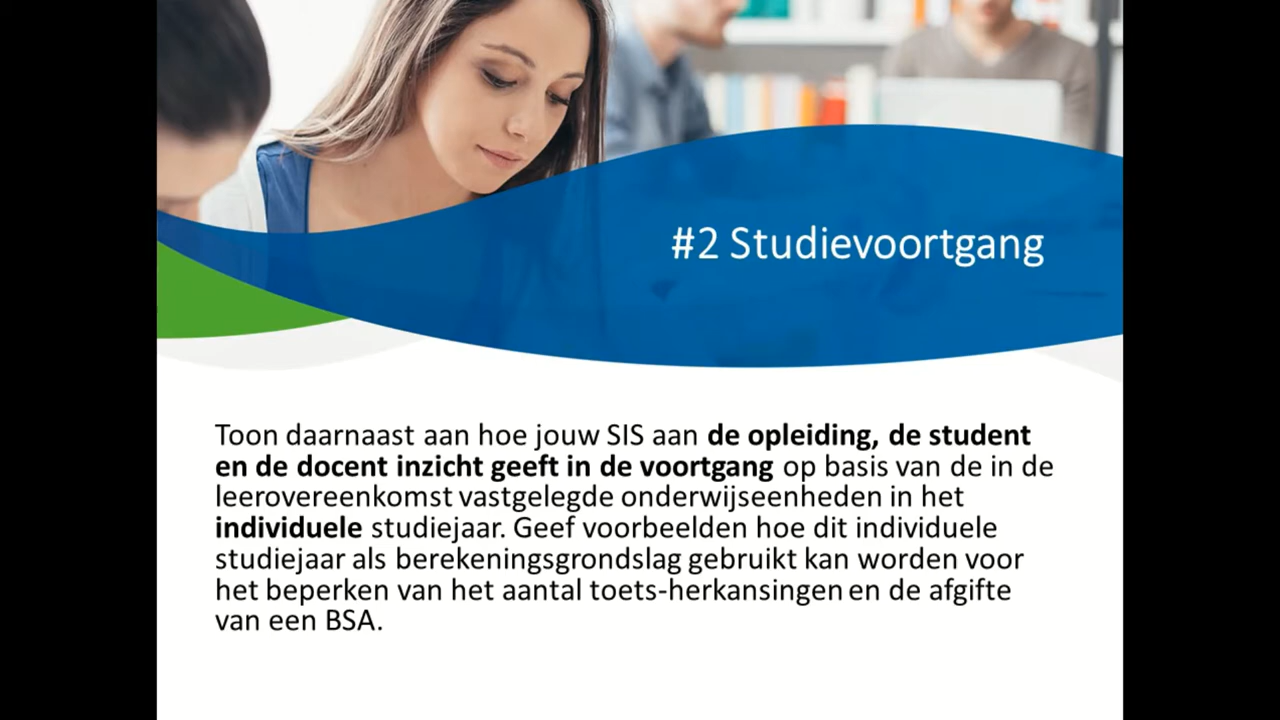 #2 Studievoortgang
Toon daarnaast aan hoe jouw SIS aan de opleiding, de student
en de docent inzicht geeft in de voortgang op basis van de in de
leerovereenkomst vastgelegde onderwijseenheden in het
individuele studiejaar. Geef voorbeelden hoe dit individuele
studiejaar als berekeningsgrondslag gebruikt kan worden voor
het beperken van het aantal toets-herkansingen en de afgifte
van een BSA.